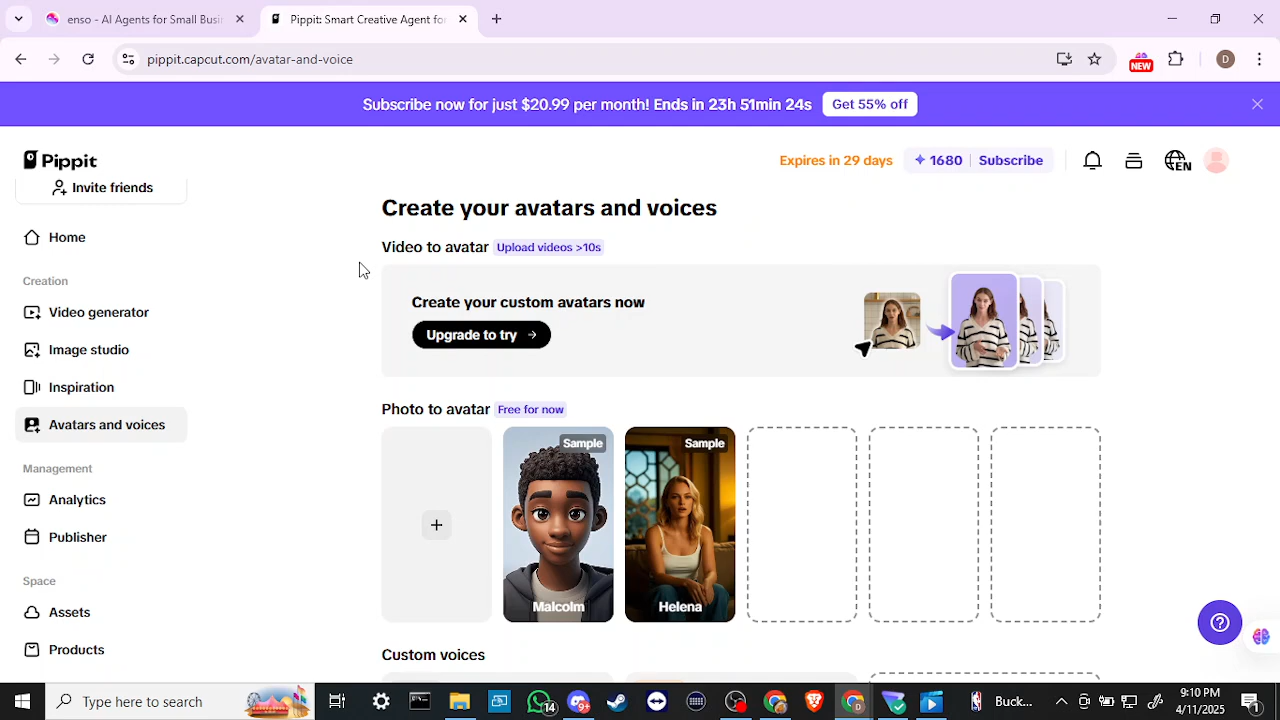 enso - AI Agents for Small Busin
Pippit: Smart Creative Agent for
pippit.capcut.com/avatar-and-voice
NEW
D
Subscribe now for just $20.99 per month! Ends in 23h 51min 24s
Get 55% off
Pippit
Expires in 29 days
1680
Subscribe
EN
Invite friends
Home
Creation
Video generator
Image studio
Inspiration
Avatars and voices
Management
Analytics
Publisher
Space
Assets
Products
Create your avatars and voices
Video to avatar
Upload videos >10s
Create your custom avatars now
Upgrade to try
Photo to avatar
Free for now
Sample
Malcolm
Sample
Helena
Custom voices
Type here to search
14
9+
D
Buck...
9:10 PM
4/11/2025
1